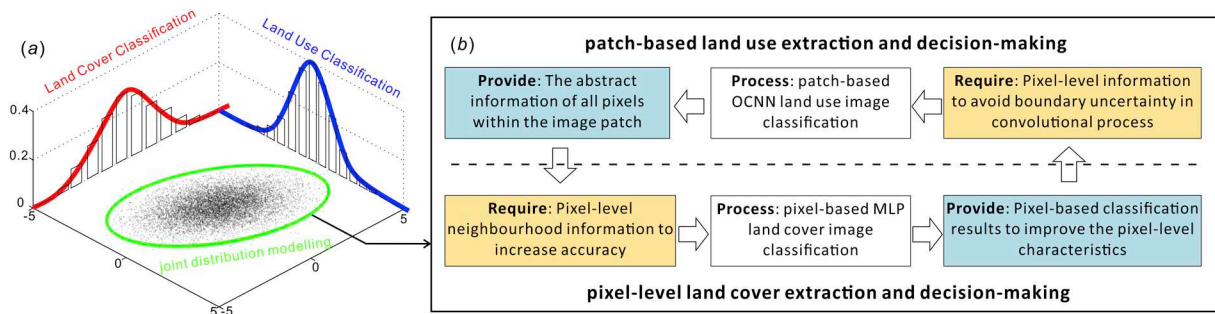 (a)
Land Cover Classification
Land Use Classification
0.4
0.2
0
-5
0
5
-5
0
5
joint distribution modelling
(b)
patch-based land use extraction and decision-making
Provide: The abstract
information of all pixels
within the image patch
Process: patch-based
OCNN land use image
classification
Require: Pixel-level information
to avoid boundary uncertainty in
convolutional process
Require: Pixel-level
neighbourhood information to
increase accuracy
Process: pixel-based MLP
land cover image
classification
Provide: Pixel-based classification
results to improve the pixel-level
characteristics
pixel-level land cover extraction and decision-making